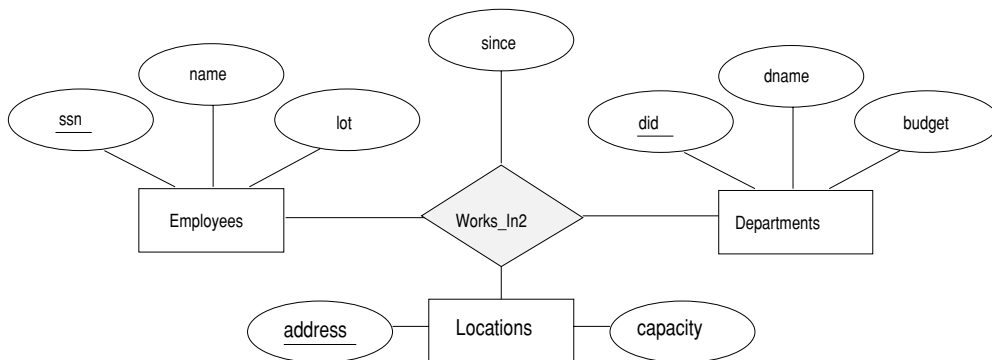 since
name
dname
ssn
lot
did
budget
Employees
Works_In2
Departments
address
Locations
capacity